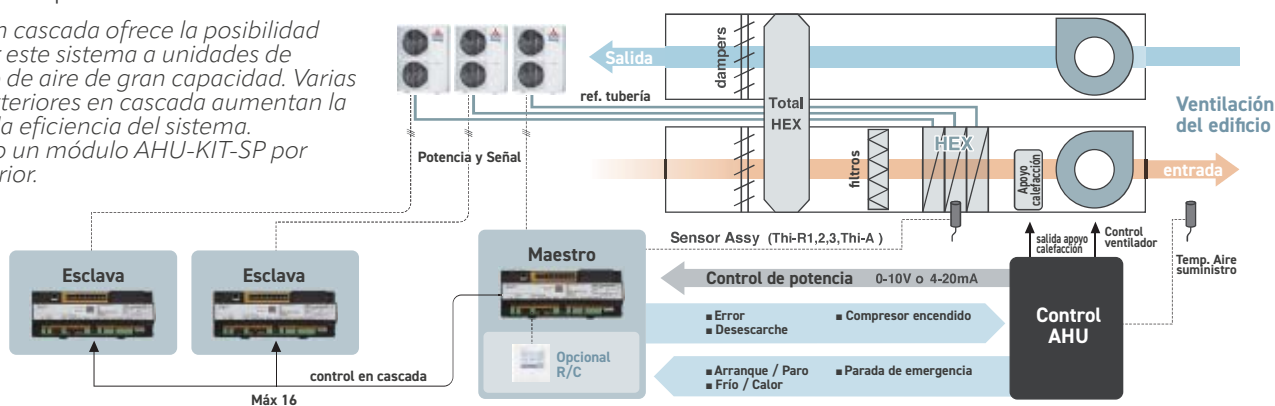 n cascada ofrece la posibilidad
r este sistema a unidades de
o de aire de gran capacidad. Varias
teriores en cascada aumentan la
la eficiencia del sistema.
o un módulo AHU-KIT-SP por
rior.
Salida
dampers
ref. tubería
Total
HEX
Ventilación
del edificio
Potencia y Señal
filtros
HEX
Apoyo
calefacción
entrada
Sensor Assy (Thi-R1,2,3,Thi-A )
salida apoyo
calefacción
Control
ventilador
Temp. Aire
suministro
Esclava
Esclava
Maestro
Control de potencia 0-10V o 4-20mA
Control
AHU
■ Error
■ Desescarche
■ Compresor encendido
Opcional
R/C
■ Arranque / Paro
■ Frío / Calor
■ Parada de emergencia
control en cascada
Máx 16